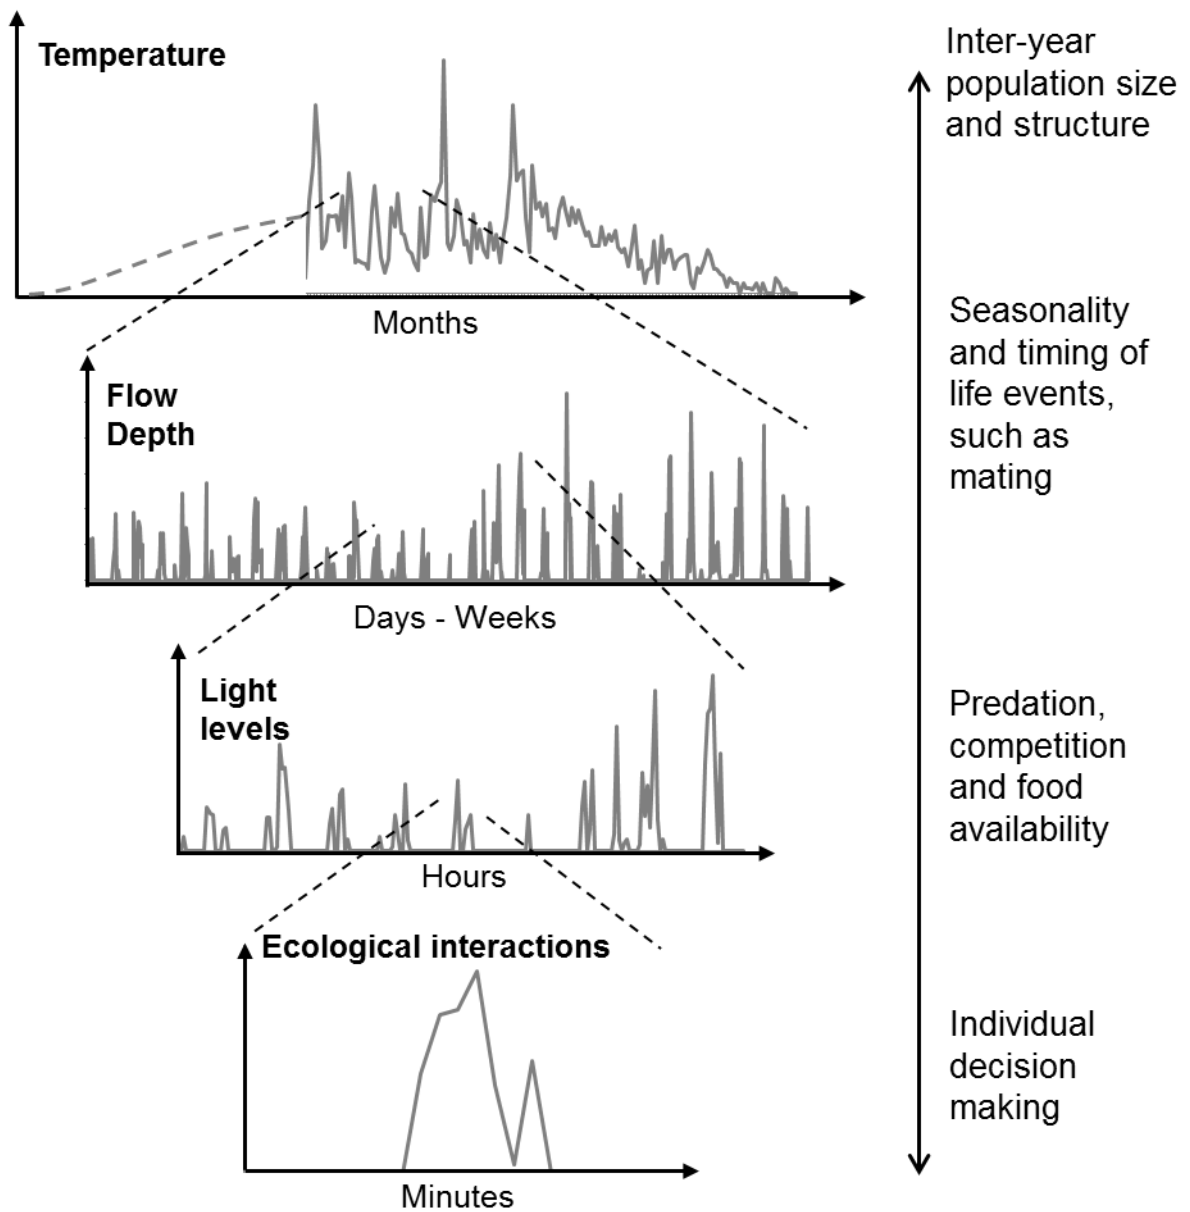 Temperature
Months
Flow
Depth
Days - Weeks
Light
levels
Hours
Ecological interactions
Minutes
Inter-year
population size
and structure
Seasonality
and timing of
life events,
such as
mating
Predation,
competition
and food
availability
Individual
decision
making